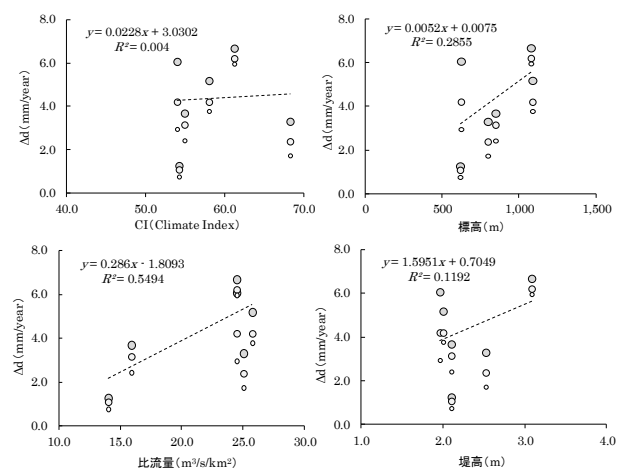 y= 0.0228x + 3.0302
R²= 0.004
8.0
6.0
4.0
2.0
0.0
Δd (mm/year)
40.0 50.0 60.0 70.0
CI(Climate Index)
y = 0.0052x + 0.0075
R²= 0.2855
8.0
6.0
4.0
2.0
0.0
Δd (mm/year)
0 500 1,000 1,500
標高(m)
y= 0.286x - 1.8093
R²= 0.5494
8.0
6.0
4.0
2.0
0.0
Δd (mm/year)
10.0 15.0 20.0 25.0 30.0
比流量(m³/s/km²)
y = 1.5951x + 0.7049
R²= 0.1192
8.0
6.0
4.0
2.0
0.0
Δd (mm/year)
1.0 2.0 3.0 4.0
堤高(m)